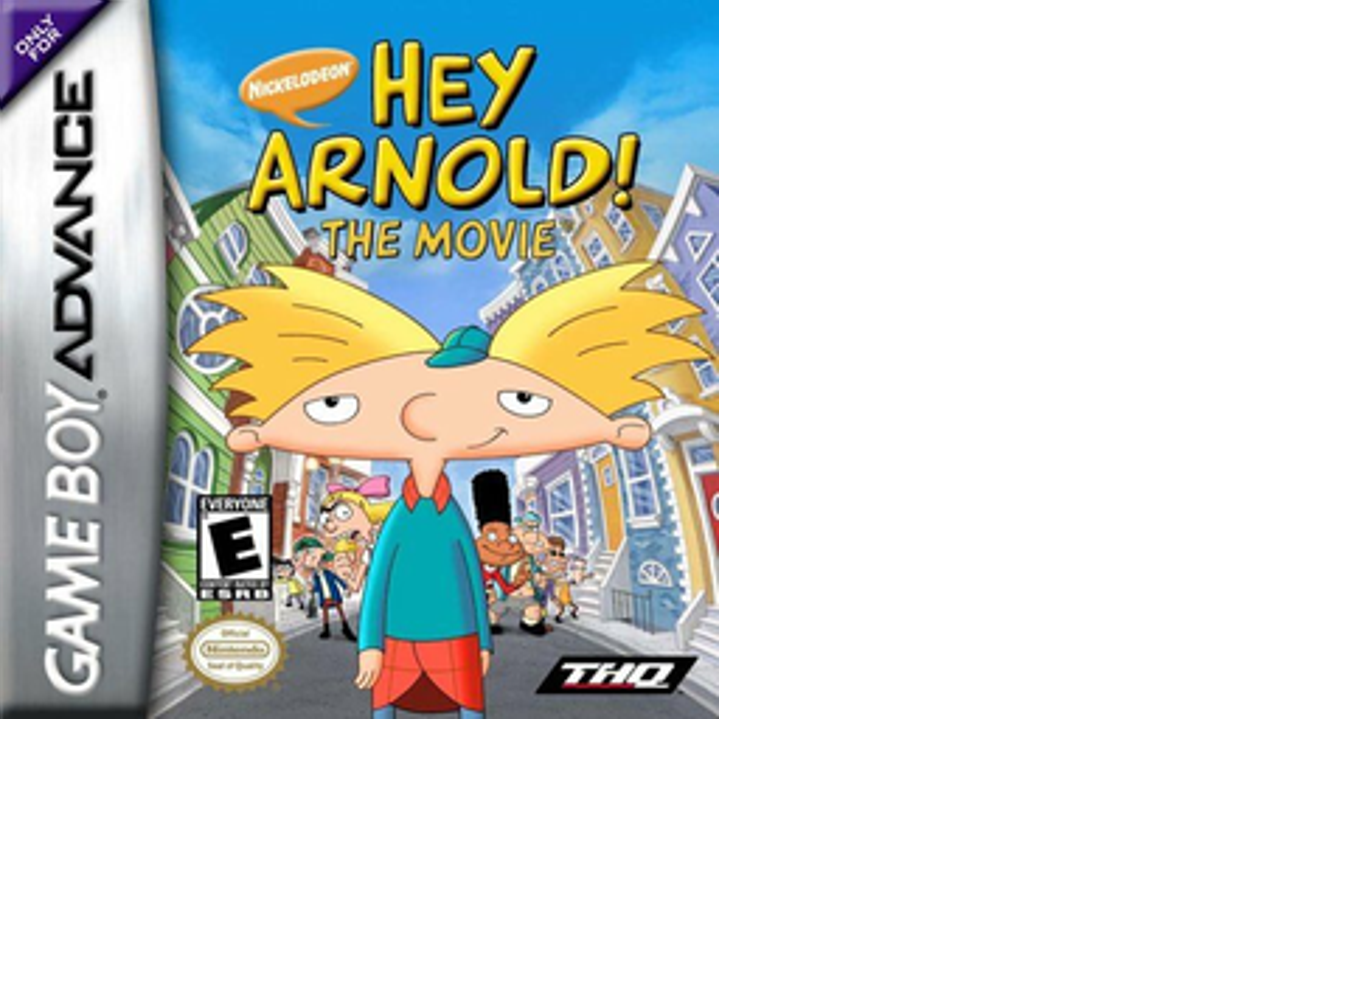 ONLY
FOR
GAME BOY ADVANCE
NICKELODEON
HEY
ARNOLD!
THE MOVIE
EVERYONE
E
CONTENT RATED BY
ESRB
Official
Nintendo
Seal of Quality
THQ